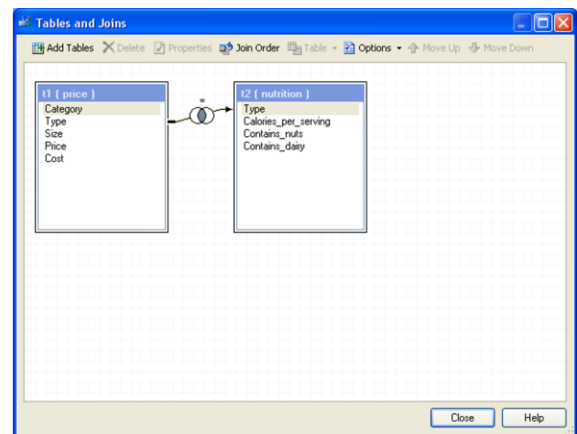 Tables and Joins
Add Tables Delete Properties Join Order Table Options Move Up Move Down
t1 ( price )
Category
Type
Size
Price
Cost
=
t2 ( nutrition )
Type
Calories_per_serving
Contains_nuts
Contains_dairy
Close Help